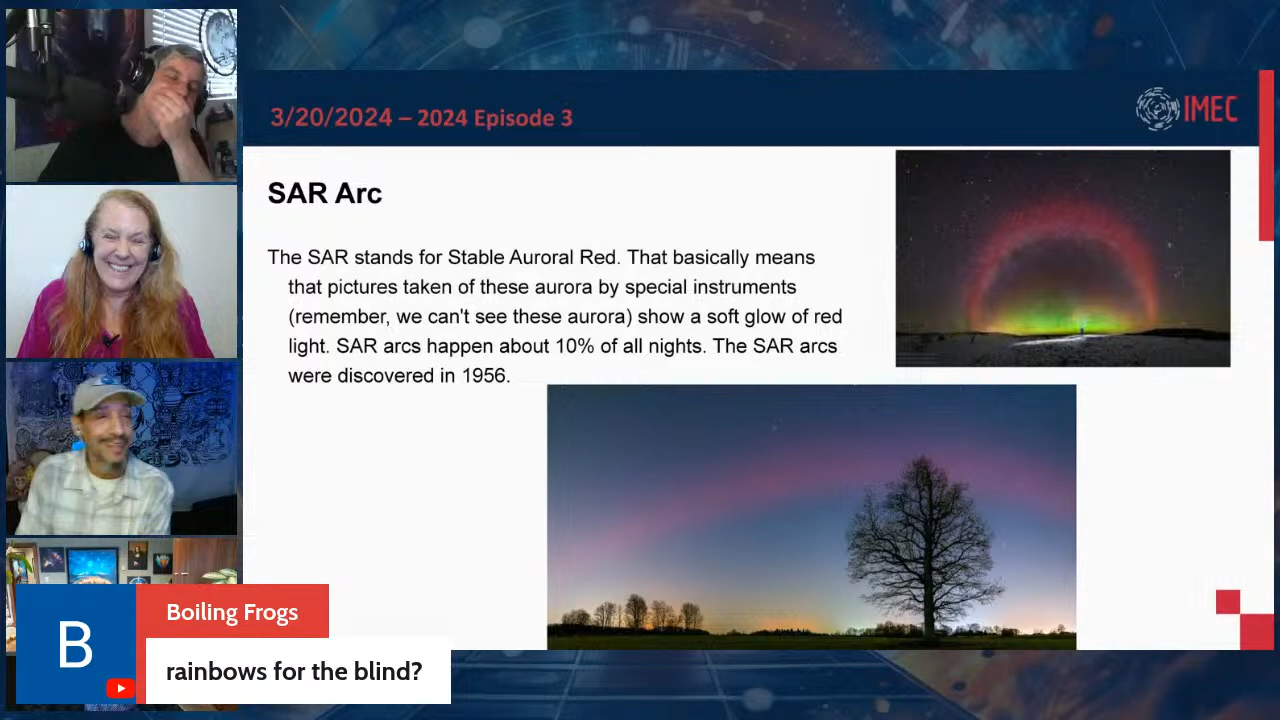 3/20/2024 – 2024 Episode 3
IMEC
SAR Arc
The SAR stands for Stable Auroral Red. That basically means
that pictures taken of these aurora by special instruments
(remember, we can't see these aurora) show a soft glow of red
light. SAR arcs happen about 10% of all nights. The SAR arcs
were discovered in 1956.
B
Boiling Frogs
rainbows for the blind?